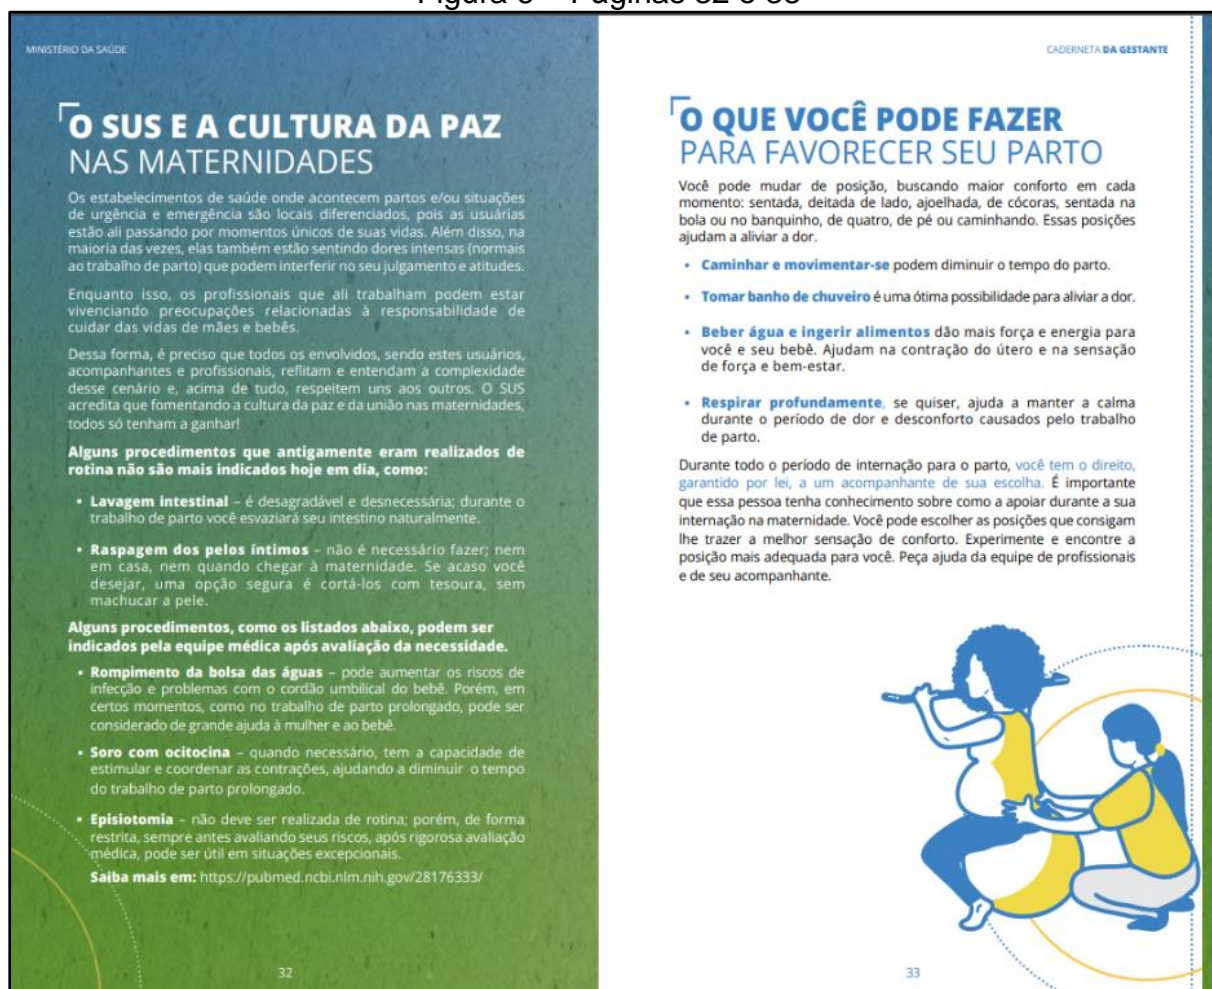 MINISTÉRIO DA SAÚDE
O SUS E A CULTURA DA PAZ
NAS MATERNIDADES
Os estabelecimentos de saúde onde acontecem partos e/ou situações
de urgência e emergência são locais diferenciados, pois as usuárias
estão ali passando por momentos únicos de suas vidas. Além disso, na
maioria das vezes, elas também estão sentindo dores intensas (normais
ao trabalho de parto) que podem interferir no seu julgamento e atitudes.
Enquanto isso, os profissionais que ali trabalham podem estar
vivenciando preocupações relacionadas à responsabilidade de
cuidar das vidas de mães e bebês.
Dessa forma, é preciso que todos os envolvidos, sendo estes usuários,
acompanhantes e profissionais, reflitam e entendam a complexidade
desse cenário e, acima de tudo, respeitem uns aos outros. O SUS
acredita que fomentando a cultura da paz e da união nas maternidades,
todos só tenham a ganhar!
Alguns procedimentos que antigamente eram realizados de
rotina não são mais indicados hoje em dia, como:
• Lavagem intestinal – é desagradável e desnecessária; durante o
trabalho de parto você esvaziará seu intestino naturalmente.
• Raspagem dos pelos íntimos – não é necessário fazer; nem
em casa, nem quando chegar à maternidade. Se acaso você
desejar, uma opção segura é cortá-los com tesoura, sem
machucar a pele.
Alguns procedimentos, como os listados abaixo, podem ser
indicados pela equipe médica após avaliação da necessidade.
• Rompimento da bolsa das águas – pode aumentar os riscos de
infecção e problemas com o cordão umbilical do bebê. Porém, em
certos momentos, como no trabalho de parto prolongado, pode ser
considerado de grande ajuda à mulher e ao bebê.
• Soro com ocitocina – quando necessário, tem a capacidade de
estimular e coordenar as contrações, ajudando a diminuir o tempo
do trabalho de parto prolongado.
• Episiotomia – não deve ser realizada de rotina; porém, de forma
restrita, sempre antes avaliando seus riscos, após rigorosa avaliação
médica, pode ser útil em situações excepcionais.
Saiba mais em: https://pubmed.ncbi.nlm.nih.gov/28176333/
32
CADERNETA DA GESTANTE
O QUE VOCÊ PODE FAZER
PARA FAVORECER SEU PARTO
Você pode mudar de posição, buscando maior conforto em cada
momento: sentada, deitada de lado, ajoelhada, de cócoras, sentada na
bola ou no banquinho, de quatro, de pé ou caminhando. Essas posições
ajudam a aliviar a dor.
• Caminhar e movimentar-se podem diminuir o tempo do parto.
• Tomar banho de chuveiro é uma ótima possibilidade para aliviar a dor.
• Beber água e ingerir alimentos dão mais força e energia para
você e seu bebê. Ajudam na contração do útero e na sensação
de força e bem-estar.
• Respirar profundamente, se quiser, ajuda a manter a calma
durante o período de dor e desconforto causados pelo trabalho
de parto.
Durante todo o período de internação para o parto, você tem o direito,
garantido por lei, a um acompanhante de sua escolha. É importante
que essa pessoa tenha conhecimento sobre como a apoiar durante a sua
internação na maternidade. Você pode escolher as posições que consigam
lhe trazer a melhor sensação de conforto. Experimente e encontre a
posição mais adequada para você. Peça ajuda da equipe de profissionais
e de seu acompanhante.
33